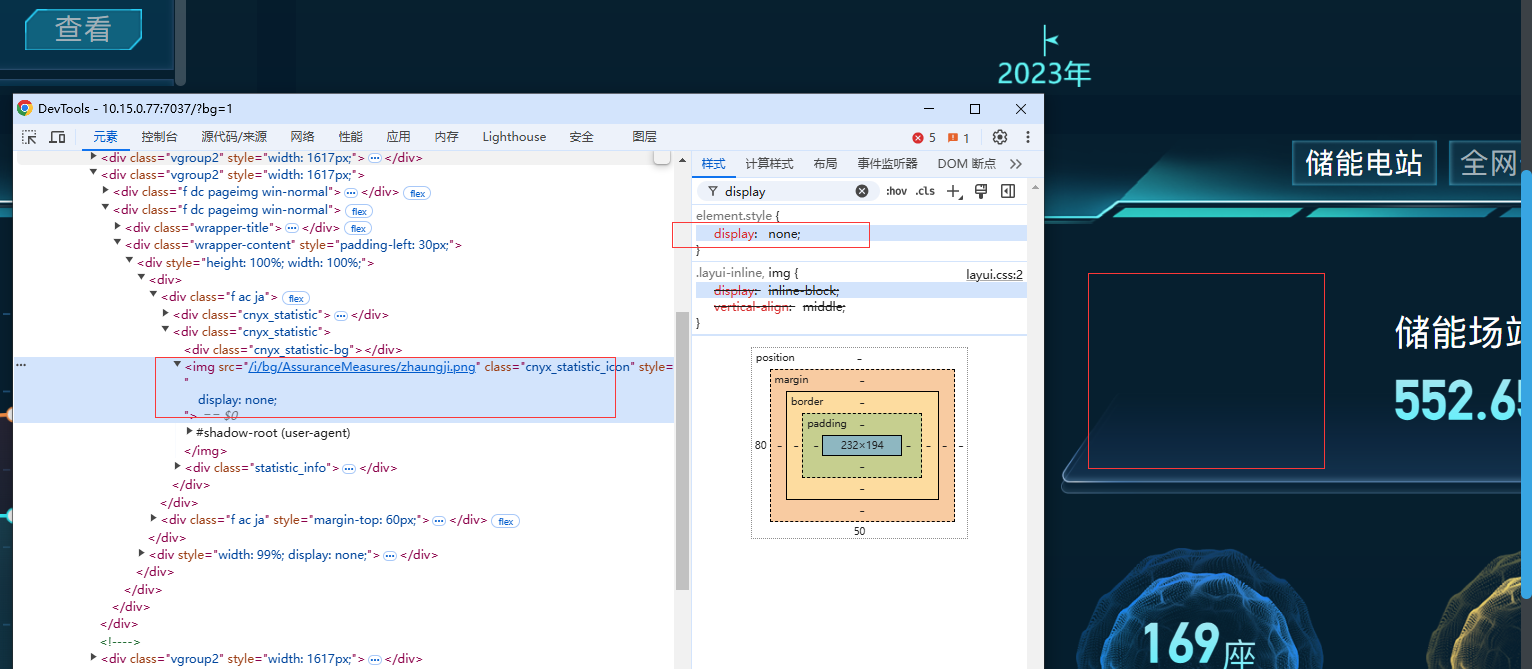 查看
2023年
DevTools - 10.15.0.77:7037/?bg=1
元素 控制台 源代码/来源 网络 性能 应用 内存 Lighthouse 安全 图层 5 1
<div class="vgroup2" style="width: 1617px;"> ⋯ </div>
<div class="vgroup2" style="width: 1617px;">
<div class="f dc pageimg win-normal"> ⋯ </div> flex
<div class="f dc pageimg win-normal"> flex
<div class="wrapper-title"> ⋯ </div> flex
<div class="wrapper-content" style="padding-left: 30px;">
<div style="height: 100%; width: 100%;">
<div>
<div class="f ac ja"> flex
<div class="cnyx_statistic"> ⋯ </div>
<div class="cnyx_statistic">
<div class="cnyx_statistic-bg"></div>
<img src="/i/bg/AssuranceMeasures/zhaungji.png" class="cnyx_statistic_icon" style=
"
display: none;
"> == $0
#shadow-root (user-agent)
</img>
<div class="statistic_info"> ⋯ </div>
</div>
</div>
<div class="f ac ja" style="margin-top: 60px;"> ⋯ </div> flex
</div>
<div style="width: 99%; display: none;"> ⋯ </div>
</div>
</div>
</div>
</div>
<!---->
<div class="vgroup2" style="width: 1617px;"> ⋯ </div>
样式 计算样式 布局 事件监听器 DOM 断点
display :hov .cls
element.style {
display: none;
}
.layui-inline, img { layui.css:2
display: inline-block;
vertical-align: middle;
}
position -
margin -
border -
padding -
80 - - - 232×194 - - - -
-
-
-
50
储能电站 全网
储能场站
552.65
169座